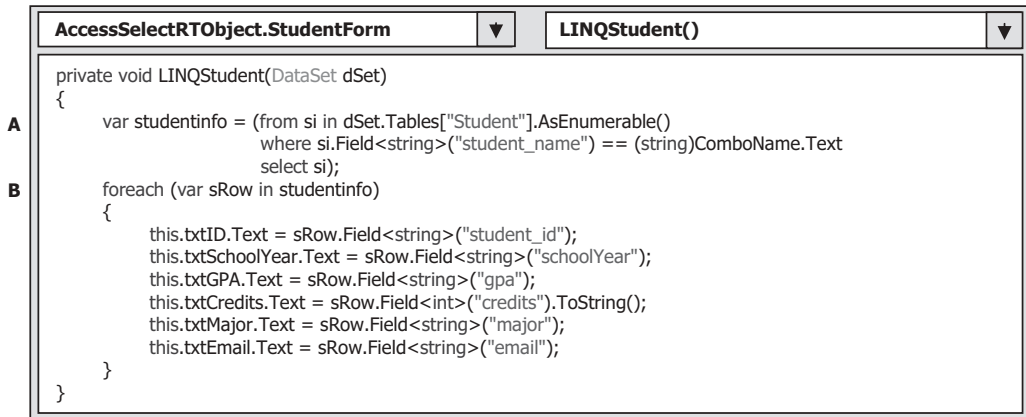 AccessSelectRTObject.StudentForm LINQStudent()
private void LINQStudent(DataSet dSet)
{
A var studentinfo = (from si in dSet.Tables["Student"].AsEnumerable()
where si.Field<string>("student_name") == (string)ComboName.Text
select si);
B foreach (var sRow in studentinfo)
{
this.txtID.Text = sRow.Field<string>("student_id");
this.txtSchoolYear.Text = sRow.Field<string>("schoolYear");
this.txtGPA.Text = sRow.Field<string>("gpa");
this.txtCredits.Text = sRow.Field<int>("credits").ToString();
this.txtMajor.Text = sRow.Field<string>("major");
this.txtEmail.Text = sRow.Field<string>("email");
}
}